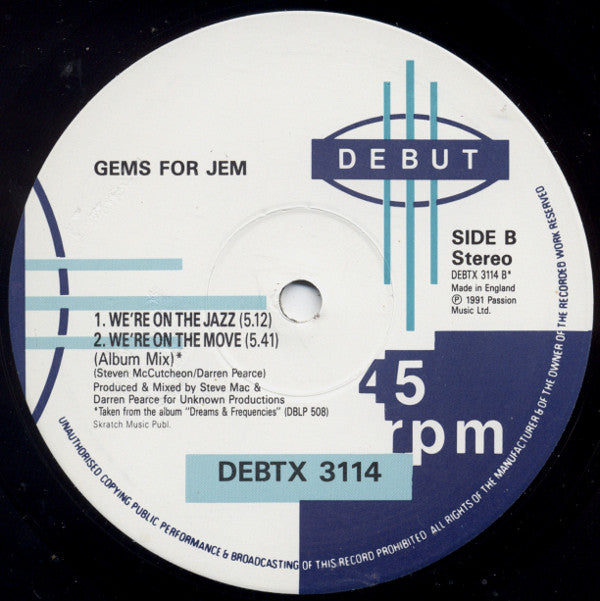 GEMS FOR JEM
DEBUT
SIDE B
Stereo
DEBTX 3114 B*
Made in England
℗ 1991 Passion
Music Ltd.
1. WE'RE ON THE JAZZ (5.12)
2. WE'RE ON THE MOVE (5.41)
(Album Mix)*
(Steven McCutcheon/Darren Pearce)
Produced & Mixed by Steve Mac &
Darren Pearce for Unknown Productions
*Taken from the album "Dreams & Frequencies" (DBLP 508)
Skratch Music Publ.
45
rpm
DEBTX 3114
UNAUTHORISED COPYING PUBLIC PERFORMANCE & BROADCASTING OF THIS RECORD PROHIBITED ALL RIGHTS OF THE MANUFACTURER & OF THE OWNER OF THE RECORDED WORK RESERVED